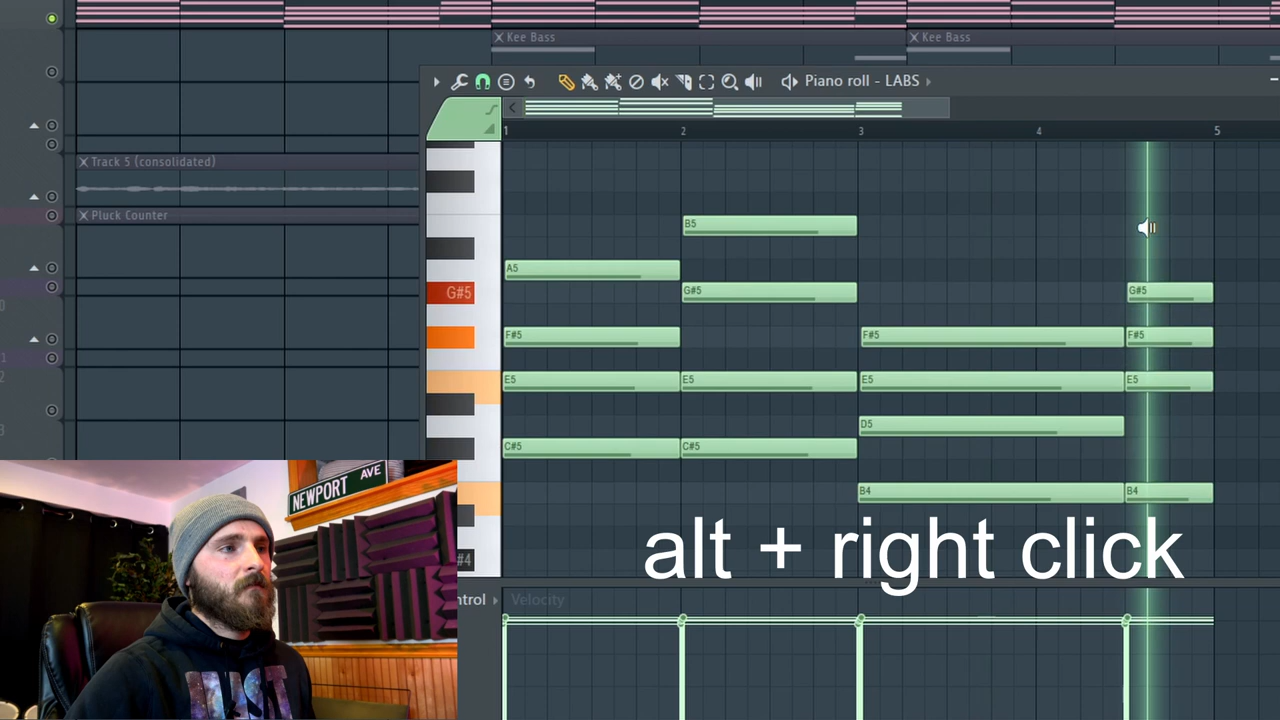 Kee Bass
Kee Bass
Piano roll - LABS
1
2
3
4
5
Track 5 (consolidated)
Pluck Counter
B5
A5
G#5
G#5
G#5
F#5
F#5
F#5
E5
E5
E5
E5
D5
C#5
C#5
B4
B4
#4
alt + right click
ntrol
Velocity
NEWPORT AVE